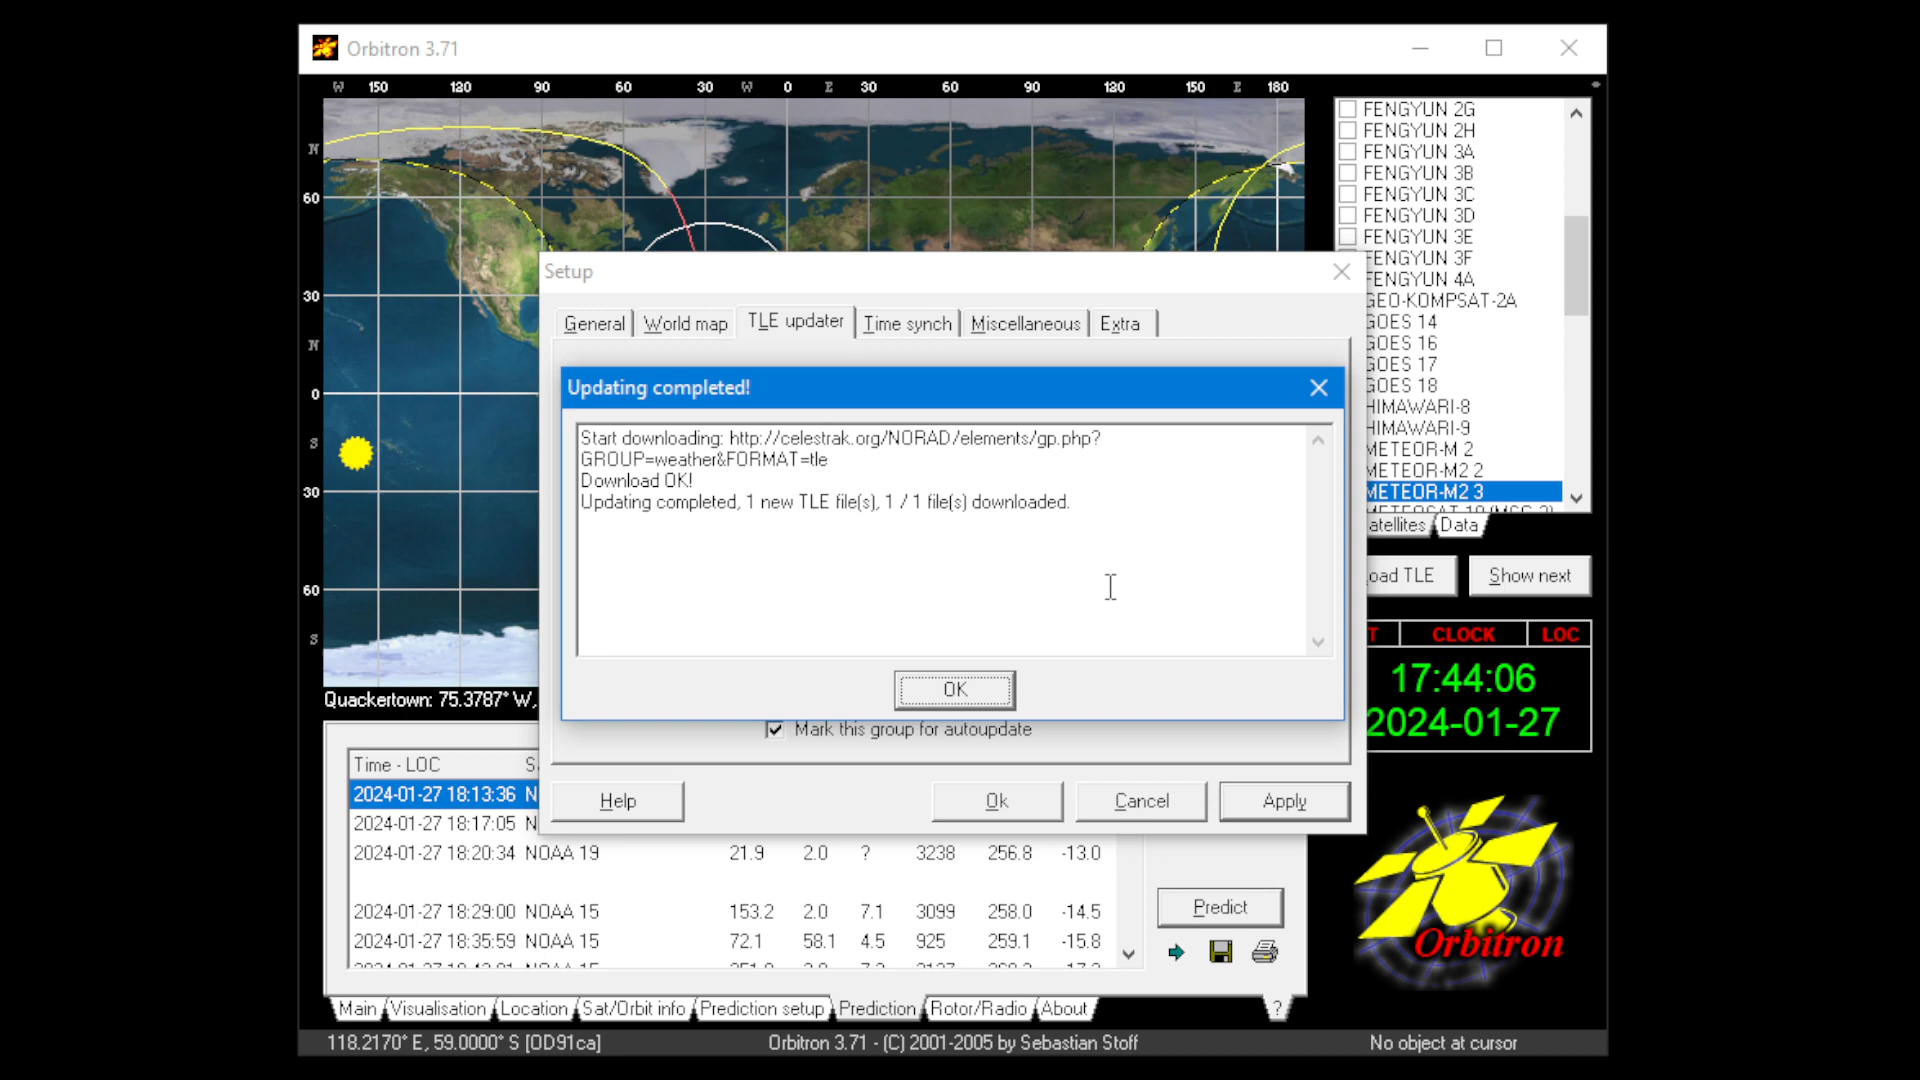 Orbitron 3.71
W 150 120 90 60 30 W 0 E 30 60 90 120 150 E 180
N
60
30
N
0
S
30
60
S
FENGYUN 2G
FENGYUN 2H
FENGYUN 3A
FENGYUN 3B
FENGYUN 3C
FENGYUN 3D
FENGYUN 3E
FENGYUN 3F
FENGYUN 4A
GEO-KOMPSAT-2A
GOES 14
GOES 16
GOES 17
GOES 18
HIMAWARI-8
HIMAWARI-9
METEOR-M 2
METEOR-M2 2
METEOR-M2 3
atellites Data
oad TLE Show next
T CLOCK LOC
17:44:06
2024-01-27
Orbitron
Setup
General World map TLE updater Time synch Miscellaneous Extra
Updating completed!
Start downloading: http://celestrak.org/NORAD/elements/gp.php?
GROUP=weather&FORMAT=tle
Download OK!
Updating completed, 1 new TLE file(s), 1 / 1 file(s) downloaded.
OK
Mark this group for autoupdate
Help Ok Cancel Apply
Quackertown: 75.3787° W,
Time - LOC S
2024-01-27 18:13:36 N
2024-01-27 18:17:05 N
2024-01-27 18:20:34 NOAA 19 21.9 2.0 ? 3238 256.8 -13.0
2024-01-27 18:29:00 NOAA 15 153.2 2.0 7.1 3099 258.0 -14.5
2024-01-27 18:35:59 NOAA 15 72.1 58.1 4.5 925 259.1 -15.8
Predict
Main Visualisation Location Sat/Orbit info Prediction setup Prediction Rotor/Radio About ?
118.2170° E, 59.0000° S [OD91ca] Orbitron 3.71 - (C) 2001-2005 by Sebastian Stoff No object at cursor